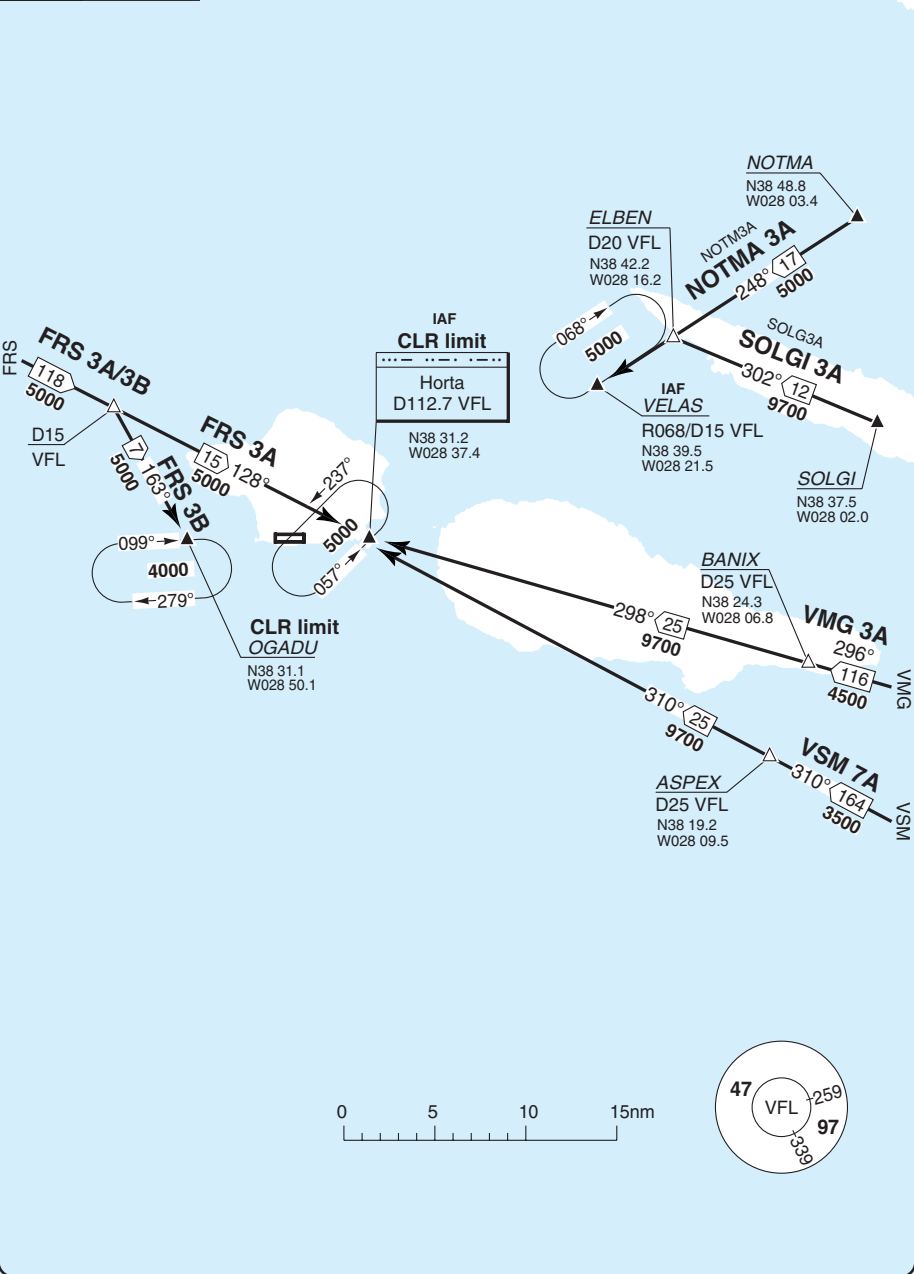 NOTMA
N38 48.8
W028 03.4
ELBEN
D20 VFL
N38 42.2
W028 16.2
NOTM3A
NOTMA 3A
248°
17
5000
068°
5000
SOLG3A
SOLGI 3A
302°
12
9700
IAF
VELAS
R068/D15 VFL
N38 39.5
W028 21.5
SOLGI
N38 37.5
W028 02.0
IAF
CLR limit
Horta
D112.7 VFL
N38 31.2
W028 37.4
FRS
FRS 3A/3B
118
5000
D15
VFL
FRS 3A
15
128°
5000
7
163°
5000
FRS 3B
237°
5000
057°
099°
4000
279°
CLR limit
OGADU
N38 31.1
W028 50.1
BANIX
D25 VFL
N38 24.3
W028 06.8
VMG 3A
296°
116
4500
VMG
298°
25
9700
310°
25
9700
VSM 7A
310°
164
3500
VSM
ASPEX
D25 VFL
N38 19.2
W028 09.5
0 5 10 15nm
47
VFL
259
97
339